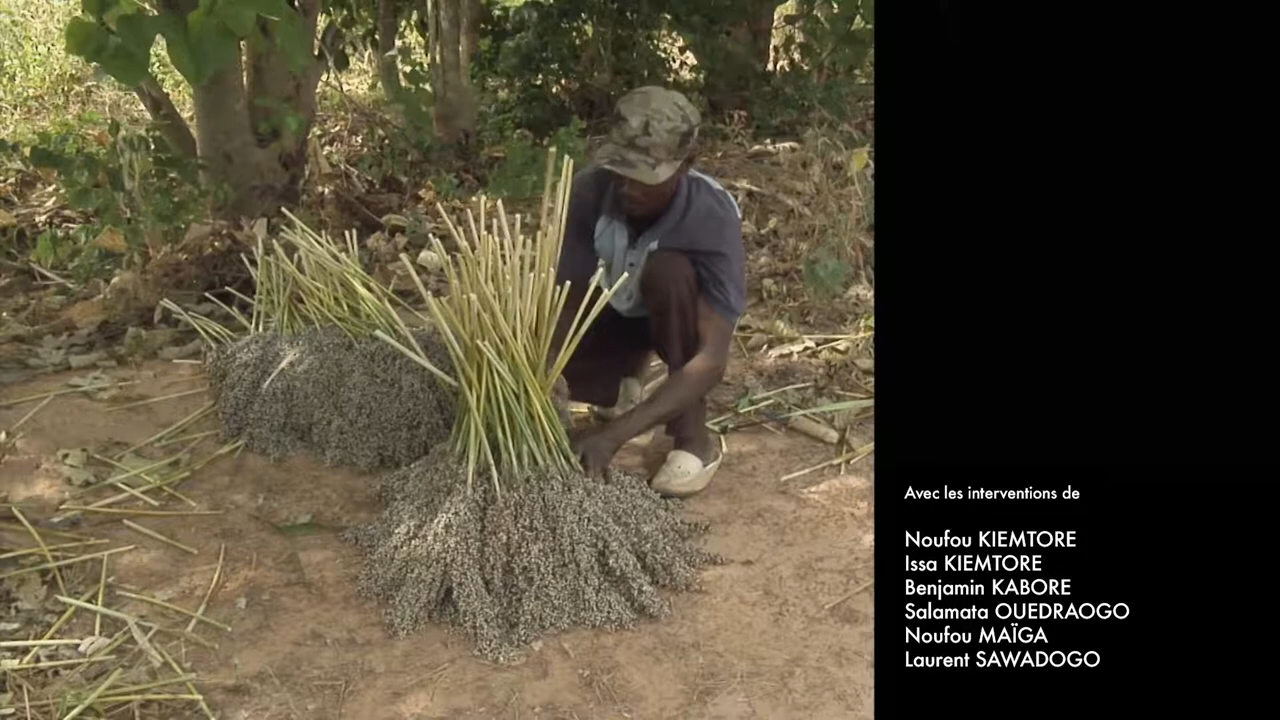 Avec les interventions de
Noufou KIEMTORE
Issa KIEMTORE
Benjamin KABORE
Salamata OUEDRAOGO
Noufou MAÏGA
Laurent SAWADOGO